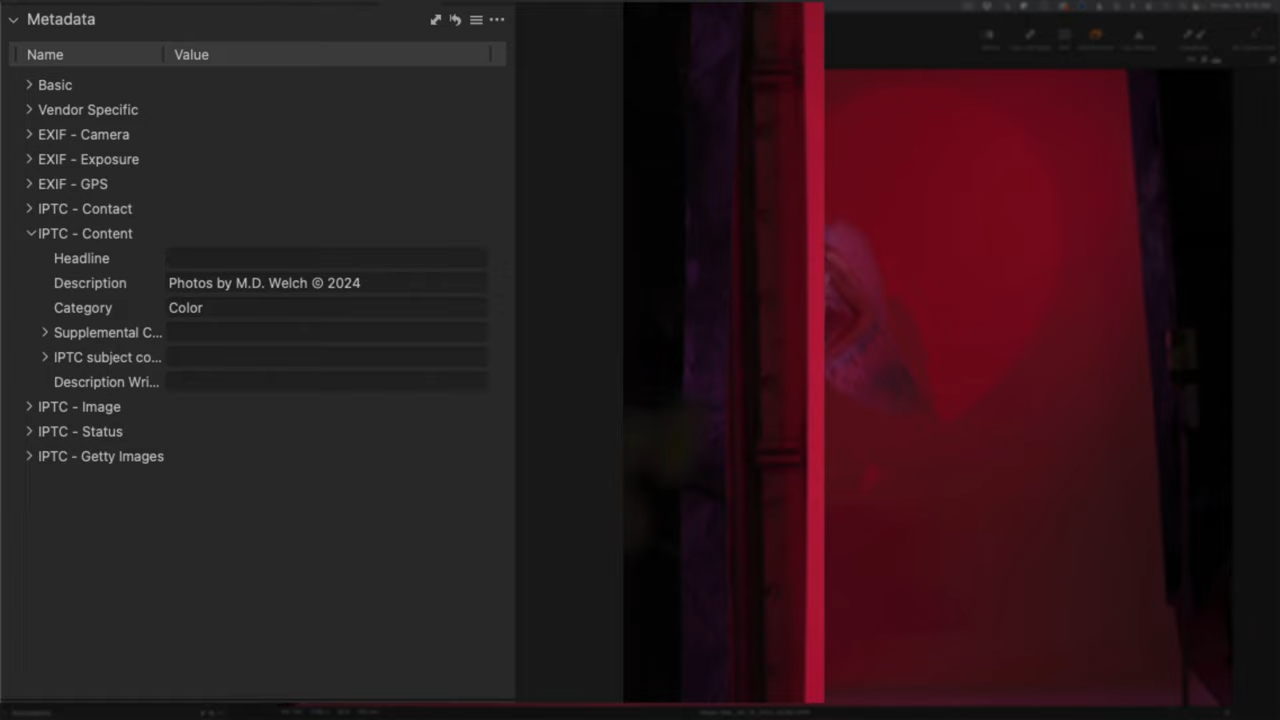 Metadata
Name Value
Basic
Vendor Specific
EXIF - Camera
EXIF - Exposure
EXIF - GPS
IPTC - Contact
IPTC - Content
Headline
Description Photos by M.D. Welch © 2024
Category Color
Supplemental C...
IPTC subject co...
Description Wri...
IPTC - Image
IPTC - Status
IPTC - Getty Images